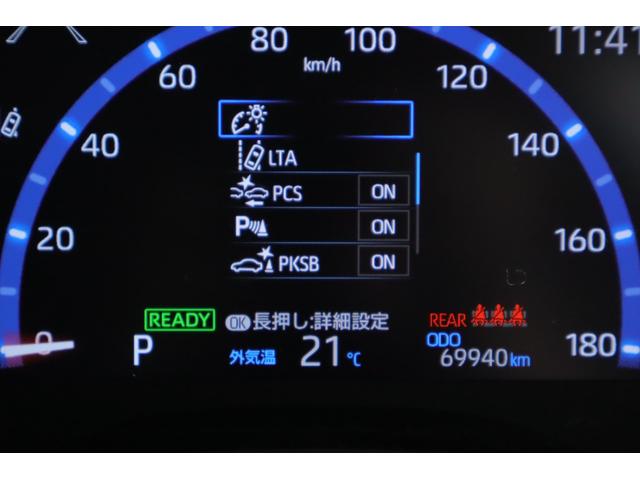 80 100 11:41
60 km/h 120
40 140
LTA
PCS ON
P ON
20 160
PKSB ON
READY OK 長押し:詳細設定 REAR
0 P 外気温 21℃ ODO 69940km 180